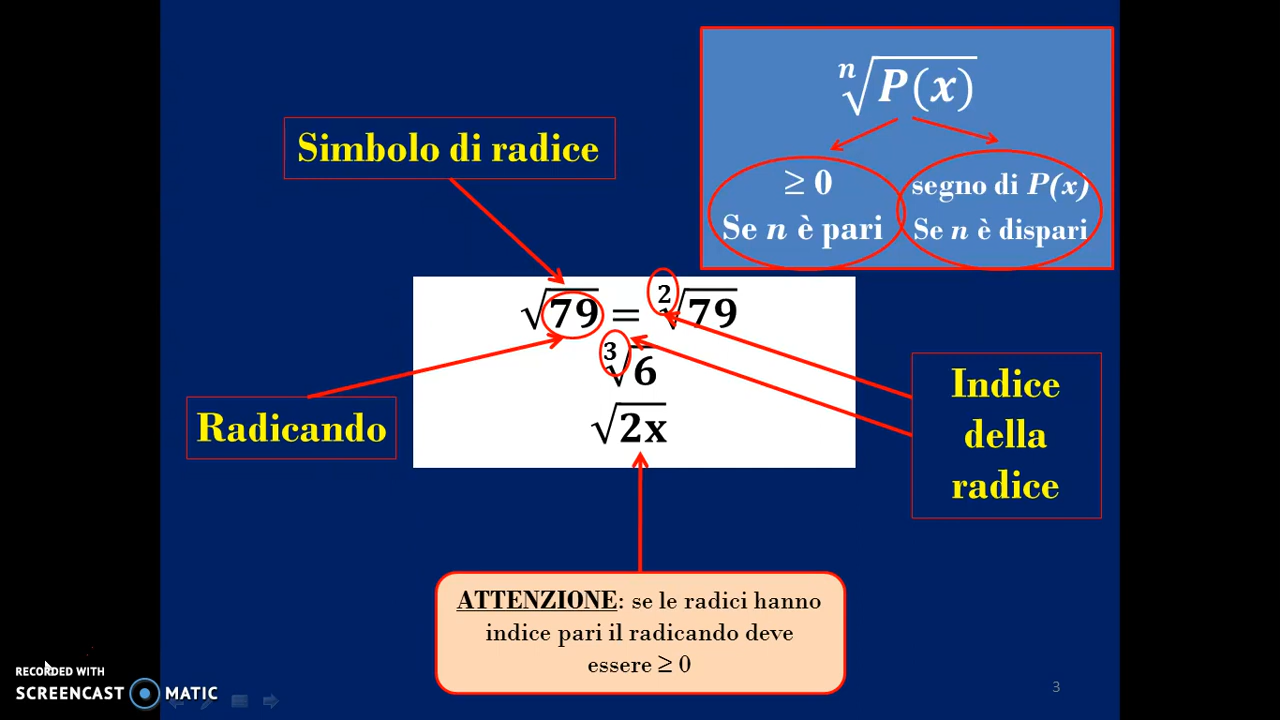 ⁿ√P(x)
Simbolo di radice
≥ 0
Se n è pari
segno di P(x)
Se n è dispari
√79 = ²√79
³√6
√2x
Radicando
Indice
della
radice
ATTENZIONE: se le radici hanno
indice pari il radicando deve
essere ≥ 0
3
RECORDED WITH
SCREENCAST MATIC